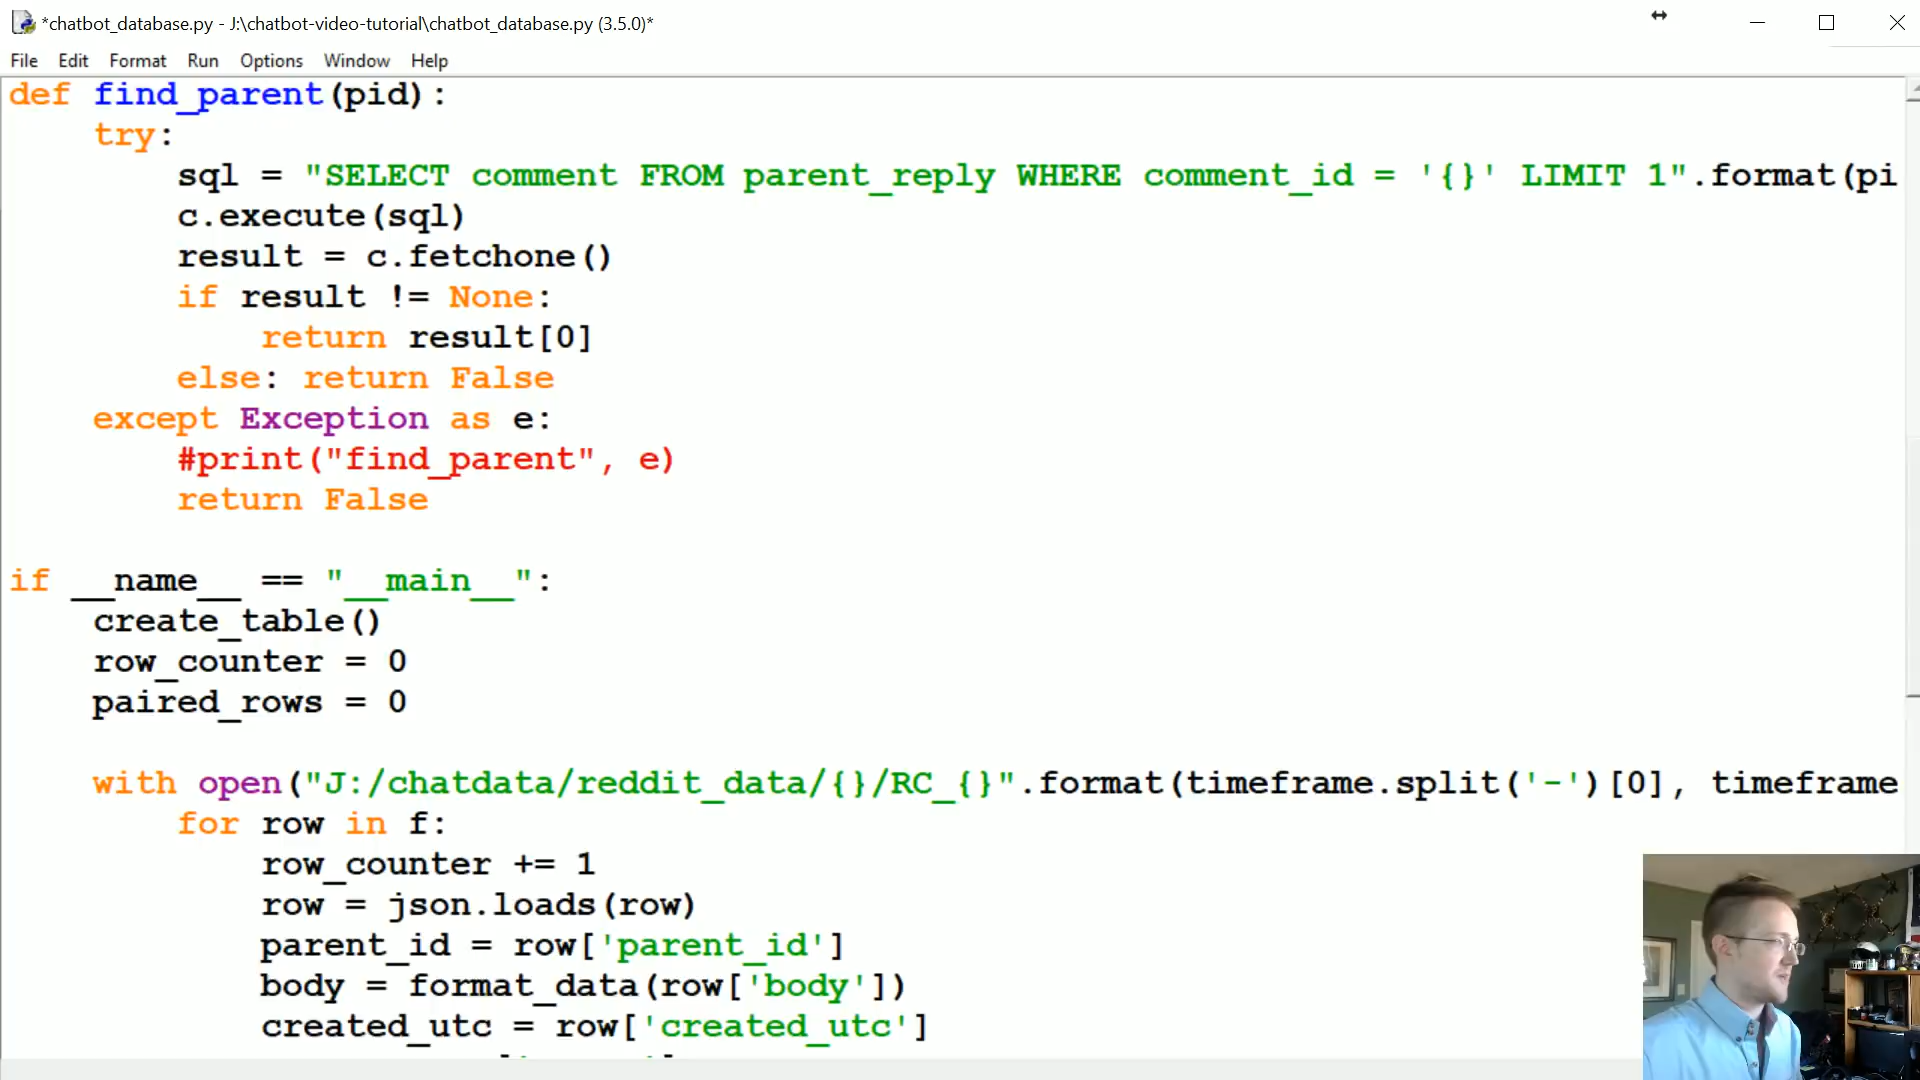 *chatbot_database.py - J:\chatbot-video-tutorial\chatbot_database.py (3.5.0)*
File Edit Format Run Options Window Help
def find_parent(pid):
    try:
        sql = "SELECT comment FROM parent_reply WHERE comment_id = '{}' LIMIT 1".format(pi
        c.execute(sql)
        result = c.fetchone()
        if result != None:
            return result[0]
        else: return False
    except Exception as e:
        #print("find_parent", e)
        return False
if __name__ == "__main__":
    create_table()
    row_counter = 0
    paired_rows = 0
    with open("J:/chatdata/reddit_data/{}/RC_{}".format(timeframe.split('-')[0], timeframe
        for row in f:
            row_counter += 1
            row = json.loads(row)
            parent_id = row['parent_id']
            body = format_data(row['body'])
            created_utc = row['created_utc']